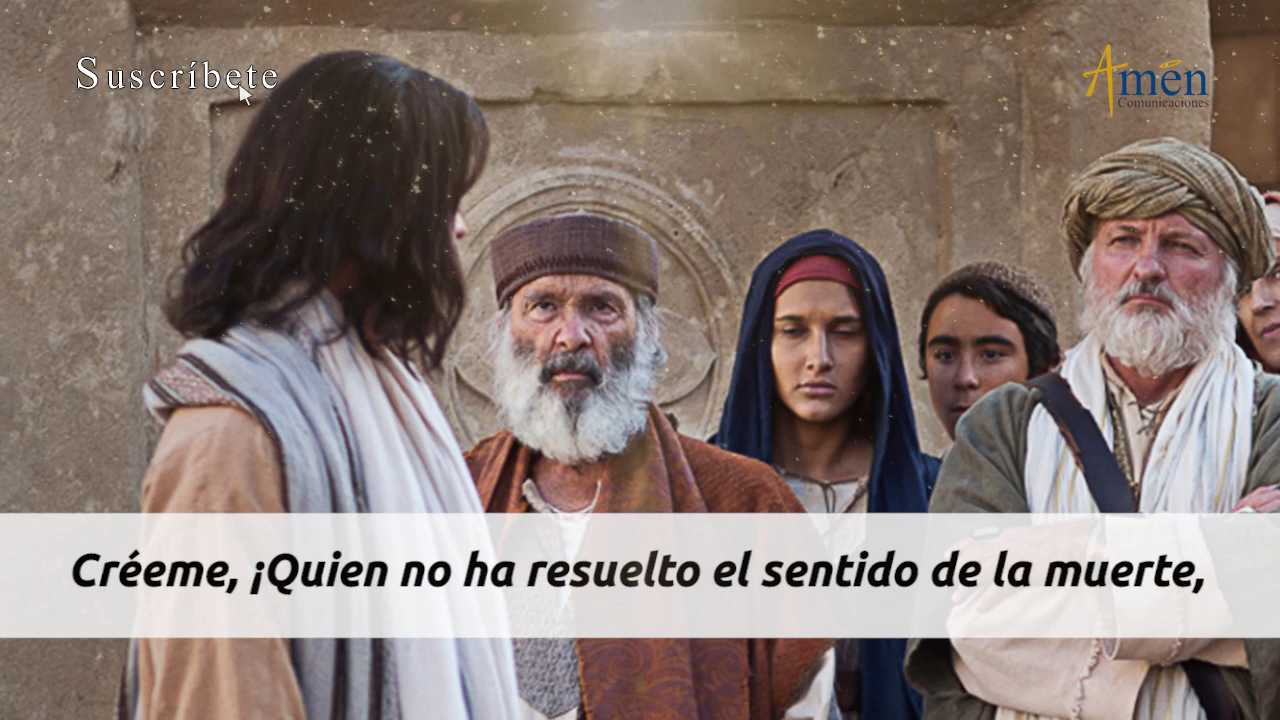 Suscríbete
Amén
Comunicaciones
Créeme, ¡Quien no ha resuelto el sentido de la muerte,